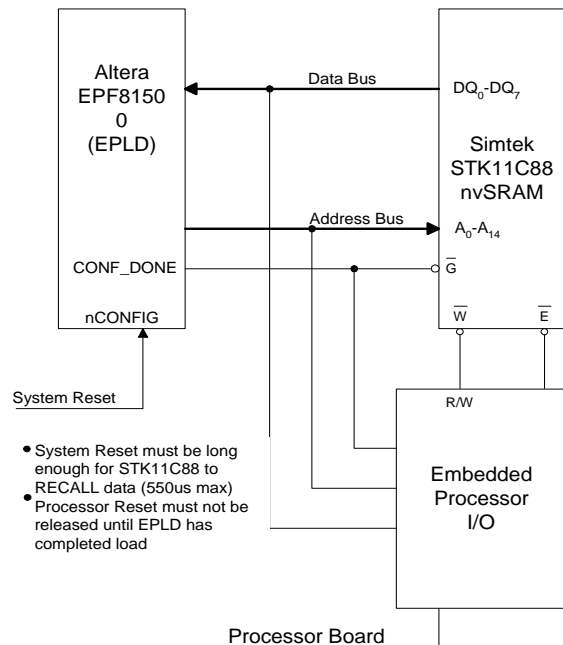 Altera
EPF8150
0
(EPLD)
Data Bus
DQ0-DQ7
Simtek
STK11C88
nvSRAM
Address Bus
A0-A14
CONF_DONE
G
nCONFIG
W
E
System Reset
R/W
• System Reset must be long
enough for STK11C88 to
RECALL data (550us max)
• Processor Reset must not be
released until EPLD has
completed load
Embedded
Processor
I/O
Processor Board